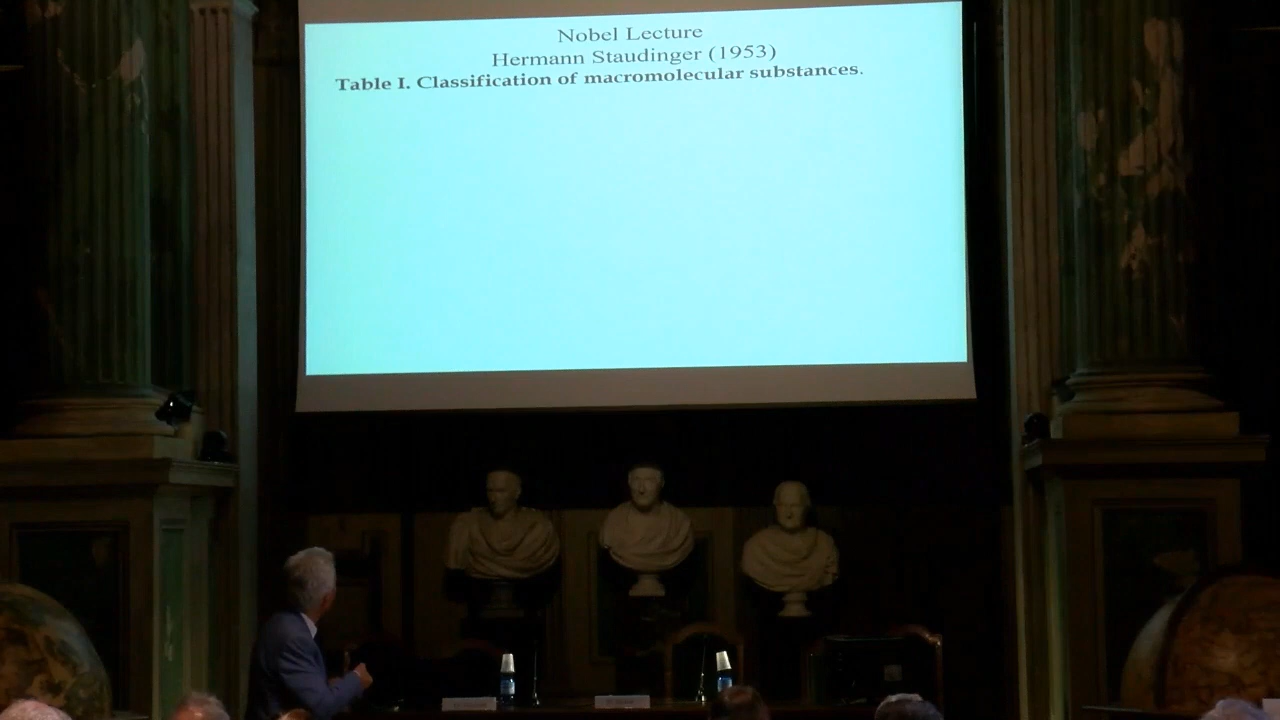 Nobel Lecture
Hermann Staudinger (1953)
Table I. Classification of macromolecular substances.